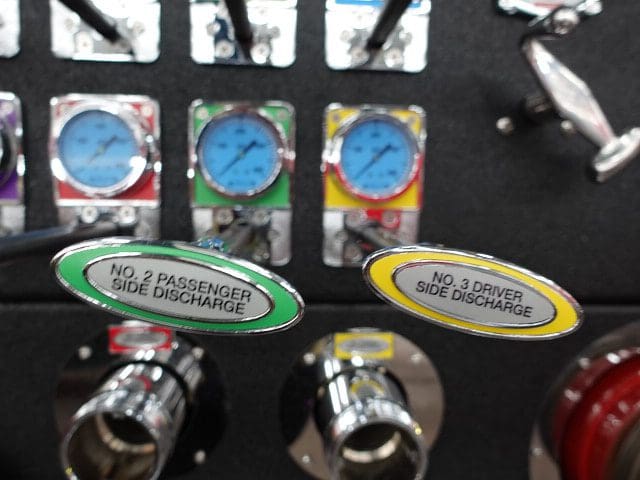 NO. 2 PASSENGER
SIDE DISCHARGE
NO. 3 DRIVER
SIDE DISCHARGE